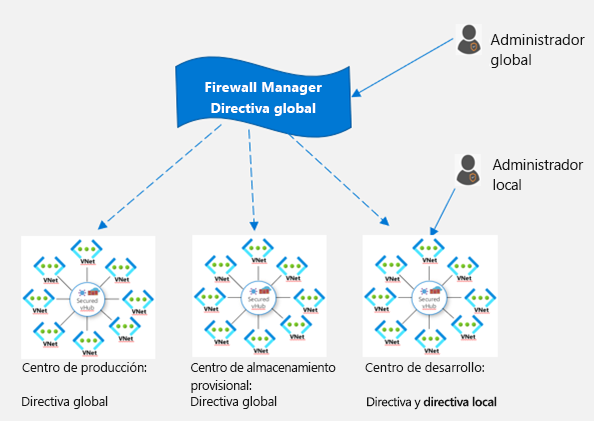 Administrador
global
Firewall Manager
Directiva global
Administrador
local
VNet
VNet
VNet
VNet
VNet
VNet
VNet
VNet
Secured
vHub
VNet
VNet
VNet
VNet
VNet
VNet
VNet
VNet
Secured
vHub
VNet
VNet
VNet
VNet
VNet
VNet
VNet
VNet
Secured
vHub
Centro de producción:
Directiva global
Centro de almacenamiento
provisional:
Directiva global
Centro de desarrollo:
Directiva y directiva local